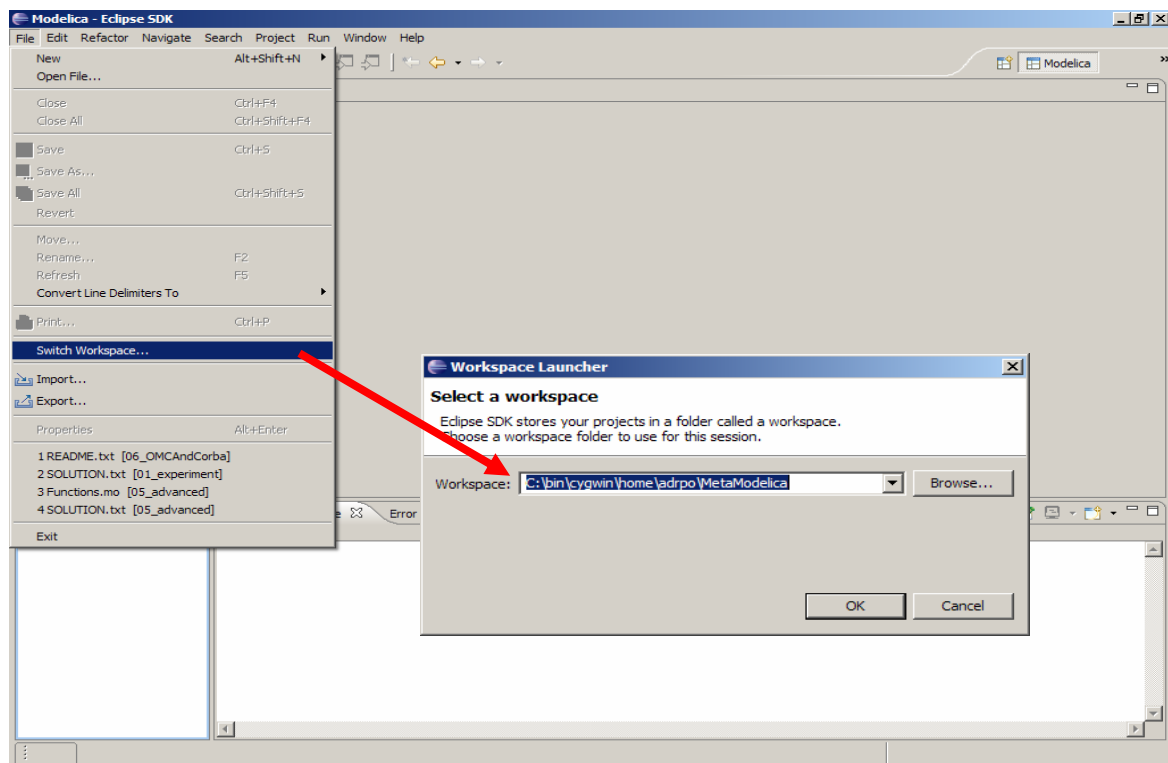 Modelica - Eclipse SDK
File Edit Refactor Navigate Search Project Run Window Help
New Alt+Shift+N
Open File...
Modelica
Close Ctrl+F4
Close All Ctrl+Shift+F4
Save Ctrl+S
Save As...
Save All Ctrl+Shift+S
Revert
Move...
Rename... F2
Refresh F5
Convert Line Delimiters To
Print... Ctrl+P
Switch Workspace...
Import...
Export...
Properties Alt+Enter
1 README.txt [06_OMCAndCorba]
2 SOLUTION.txt [01_experiment]
3 Functions.mo [05_advanced]
4 SOLUTION.txt [05_advanced]
Exit
Workspace Launcher
Select a workspace
Eclipse SDK stores your projects in a folder called a workspace.
Choose a workspace folder to use for this session.
Workspace: C:\bin\cygwin\home\adrpo\MetaModelica Browse...
OK Cancel
Error